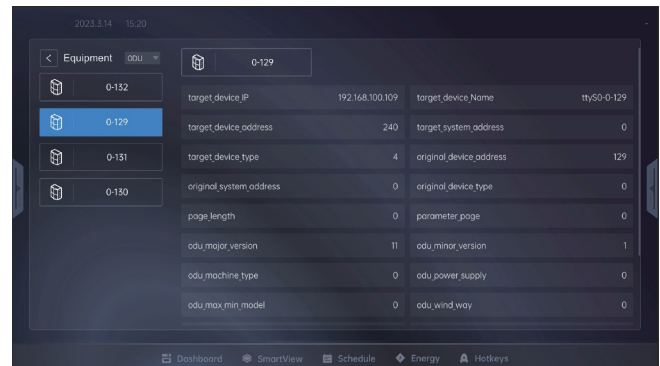 2023.3.14 15:20
< Equipment ODU
0-132
0-129
0-131
0-130
0-129
target_device_IP 192.168.100.109 target_device_Name ttyS0-0-129
target_device_address 240 target_system_address 0
target_device_type 4 original_device_address 129
original_system_address 0 original_device_type 0
page_length 0 parameter_page 0
odu_major_version 11 odu_minor_version 1
odu_machine_type 0 odu_power_supply 0
odu_max_min_model 0 odu_wind_way 0
Dashboard SmartView Schedule Energy Hotkeys